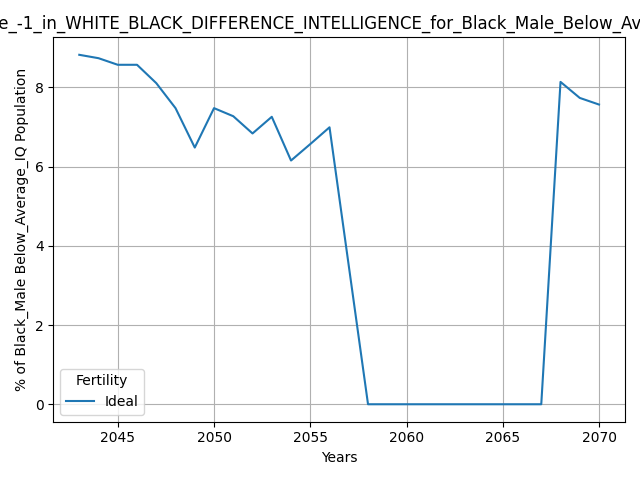 e_-1_in_WHITE_BLACK_DIFFERENCE_INTELLIGENCE_for_Black_Male_Below_Av
% of Black_Male Below_Average_IQ Population
8
6
4
2
0
Fertility
Ideal
2045 2050 2055 2060 2065 2070
Years